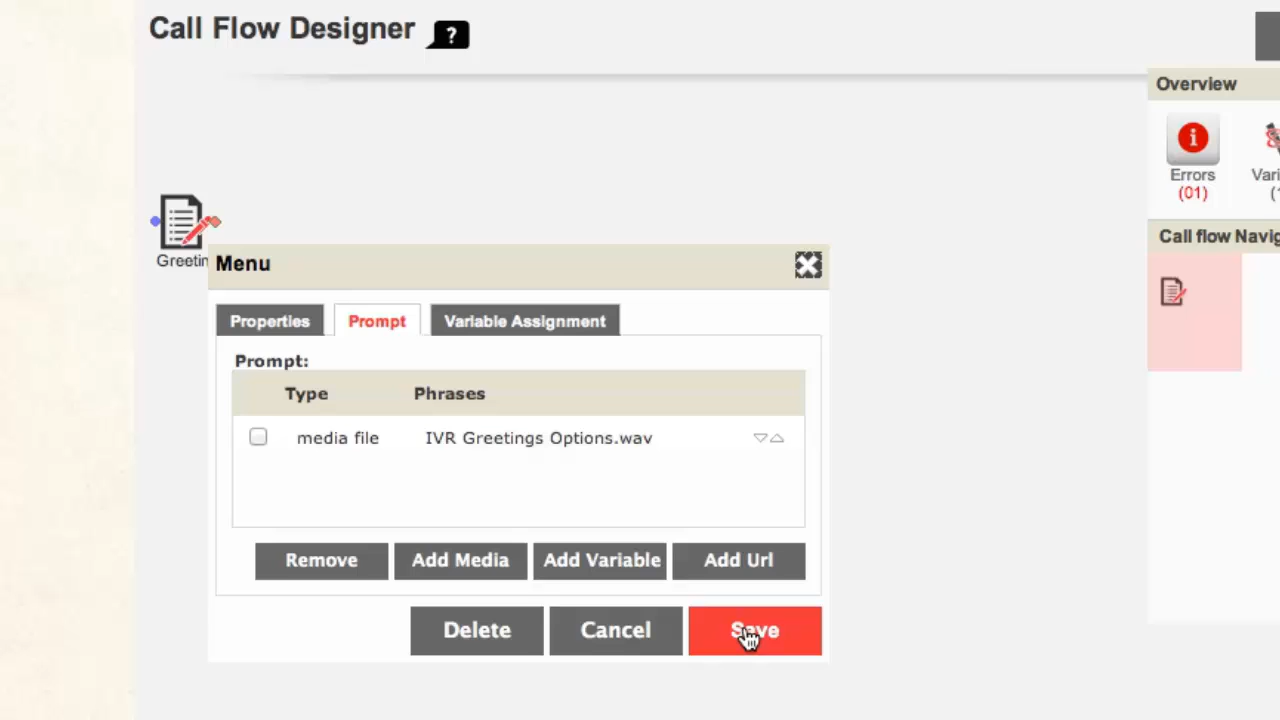 Call Flow Designer ?
Overview
Errors
(01)
Greetin
Menu
Call flow Navig
Properties
Prompt
Variable Assignment
Prompt:
Type
Phrases
media file
IVR Greetings Options.wav
Remove
Add Media
Add Variable
Add Url
Delete
Cancel
Save